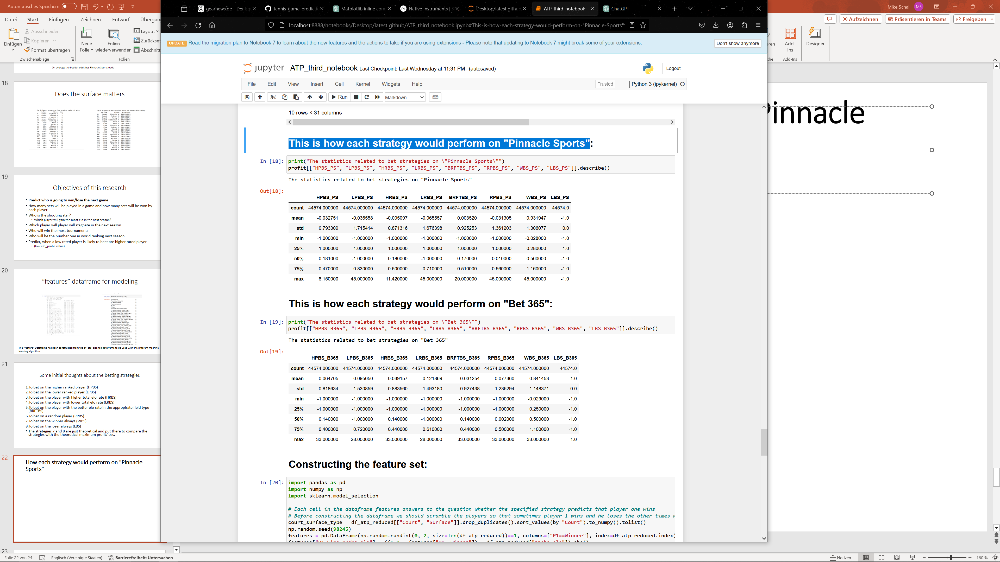 Automatisches Speichern
Mike Schall MS
gearnews.de - Der Eq
tennis-game-predictio
Matplotlib inline com
Native Instruments | S
Desktop/latest github
ATP_third_notebook -
ChatGPT
Datei Start Einfügen Zeichnen Entwurf Übergän
Aufzeichnen Präsentieren in Teams Freigeben
localhost:8888/notebooks/Desktop/latest github/ATP_third_notebook.ipynb#This-is-how-each-strategy-would-perform-on-"Pinnacle-Sports":
Einfügen
Ausschneiden
Kopieren
Format übertragen
Zwischenablage
Neue Folie
Folien wiederverwenden
Layout
Zurückset
Abschnitt
Folien
Add-Ins
Add-Ins
Designer
UPDATE Read the migration plan to Notebook 7 to learn about the new features and the actions to take if you are using extensions - Please note that updating to Notebook 7 might break some of your extensions.
Don't show anymore
jupyter ATP_third_notebook Last Checkpoint: Last Wednesday at 11:31 PM (autosaved)
Logout
File Edit View Insert Cell Kernel Widgets Help
Trusted Python 3 (ipykernel)
Run Markdown
10 rows × 31 columns
This is how each strategy would perform on "Pinnacle Sports":
In [18]: print("The statistics related to bet strategies on \"Pinnacle Sports\"")
profit[["HPBS_PS", "LPBS_PS", "HRBS_PS", "LRBS_PS", "BRFTBS_PS", "RPBS_PS", "WBS_PS", "LBS_PS"]].describe()
The statistics related to bet strategies on "Pinnacle Sports"
Out[18]:
HPBS_PS LPBS_PS HRBS_PS LRBS_PS BRFTBS_PS RPBS_PS WBS_PS LBS_PS
count 44574.000000 44574.000000 44574.000000 44574.000000 44574.000000 44574.000000 44574.000000 44574.0
mean -0.032751 -0.036558 -0.005097 -0.065557 0.003520 -0.031305 0.931947 -1.0
std 0.793309 1.715414 0.871316 1.676398 0.925253 1.361203 1.306077 0.0
min -1.000000 -1.000000 -1.000000 -1.000000 -1.000000 -1.000000 -0.028000 -1.0
25% -1.000000 -1.000000 -1.000000 -1.000000 -1.000000 -1.000000 0.280000 -1.0
50% 0.181000 -1.000000 0.180000 -1.000000 0.170000 0.010000 0.560000 -1.0
75% 0.470000 0.830000 0.500000 0.710000 0.510000 0.560000 1.160000 -1.0
max 8.150000 45.000000 11.420000 45.000000 20.000000 45.000000 45.000000 -1.0
This is how each strategy would perform on "Bet 365":
In [19]: print("The statistics related to bet strategies on \"Bet 365\"")
profit[["HPBS_B365", "LPBS_B365", "HRBS_B365", "LRBS_B365", "BRFTBS_B365", "RPBS_B365", "WBS_B365", "LBS_B365"]].describe()
The statistics related to bet strategies on "Bet 365"
Out[19]:
HPBS_B365 LPBS_B365 HRBS_B365 LRBS_B365 BRFTBS_B365 RPBS_B365 WBS_B365 LBS_B365
count 44574.000000 44574.000000 44574.000000 44574.000000 44574.000000 44574.000000 44574.000000 44574.0
mean -0.064705 -0.095050 -0.039157 -0.121869 -0.031254 -0.077360 0.841453 -1.0
std 0.818634 1.530859 0.883560 1.493180 0.927438 1.235294 1.148371 0.0
min -1.000000 -1.000000 -1.000000 -1.000000 -1.000000 -1.000000 -0.029000 -1.0
25% -1.000000 -1.000000 -1.000000 -1.000000 -1.000000 -1.000000 0.250000 -1.0
50% 0.140000 -1.000000 0.140000 -1.000000 0.140000 0.002000 0.500000 -1.0
75% 0.400000 0.720000 0.440000 0.610000 0.440000 0.500000 1.100000 -1.0
max 33.000000 28.000000 33.000000 28.000000 33.000000 33.000000 33.000000 -1.0
Constructing the feature set:
In [20]: import pandas as pd
import numpy as np
import sklearn.model_selection
# Each cell in the dataframe features answers to the question whether the specified strategy predicts that player one wins
# Before constructing the dataframe we should scramble the players so that sometimes player 1 wins and he loses the other times w
court_surface_type = df_atp_reduced[["Court", "Surface"]].drop_duplicates().sort_values(by="Court").to_numpy().tolist()
np.random.seed(98245)
features = pd.DataFrame(np.random.randint(0, 2, size=len(df_atp_reduced))==1, columns=["P1==Winner"], index=df_atp_reduced.index)
On average the bedder odds has Pinnacle Sports odds
18
Does the surface matters
19
Objectives of this research
• Predict who is going to win/lose the next game
• How many sets will be played in a game and how many sets will be won by
each player
• Who is the shooting star?
• Which player will gain the most elo in the next season?
• Which player will player will stagnate in the next season
• Who will win the most tournaments
• Who will be the number one in world ranking next season.
• Predict, when a low rated player is likely to beat are higher rated player
• (low elo_proba value)
20
“features” dataframe for modeling
The “feature” Dataframe has been constructed from the df_atp_cleaned dataframe to be used with the different machine
learning algorithm
21
Some initial thoughts about the betting strategies
1.To bet on the higher ranked player (HPBS)
2.To bet on the lower ranked player (LPBS)
3.To bet on the player with higher total elo rate (HRBS)
4.To bet on the player with lower total elo rate (LRBS)
5.To bet on the player with the better elo rate in the appropirate field type
(BRFTBS)
6.To bet on a random player (RPBS)
7.To bet on the winner always (WBS)
8.To bet on the loser always (LBS)
• The strategies 7 and 8 are just theoretical and put there to compare the
strategies with the theoretical maximum profit/loss.
22
How each strategy would perform on "Pinnacle
Sports"
23
Pinnacle
Folie 22 von 24 Englisch (Vereinigte Staaten) Barrierefreiheit: Untersuchen
Notizen 160 %